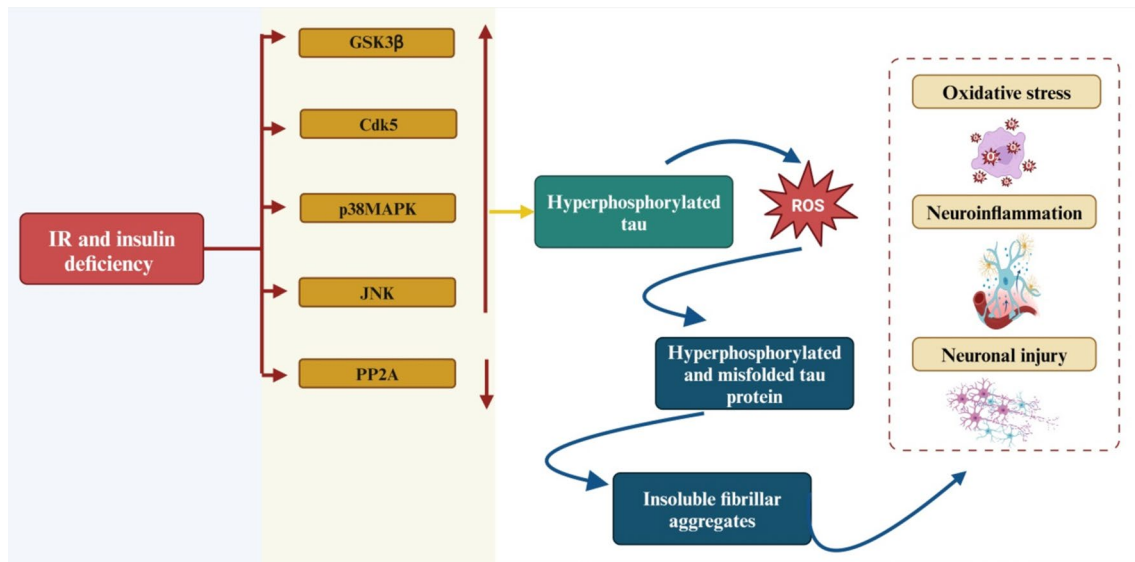 IR and insulin
deficiency
GSK3β
Cdk5
p38MAPK
JNK
PP2A
Hyperphosphorylated
tau
ROS
Hyperphosphorylated
and misfolded tau
protein
Insoluble fibrillar
aggregates
Oxidative stress
Neuroinflammation
Neuronal injury